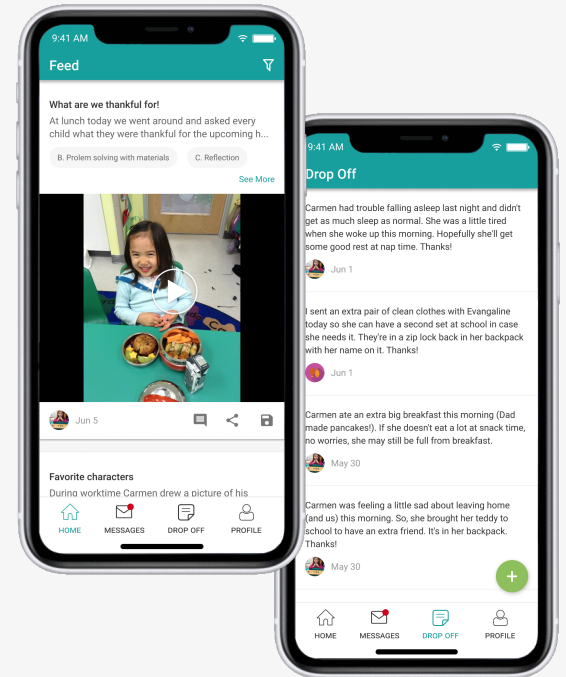 9:41 AM
Feed
What are we thankful for!
At lunch today we went around and asked every
child what they were thankful for the upcoming h...
B. Prolem solving with materials
C. Reflection
See More
Jun 5
Favorite characters
During worktime Carmen drew a picture of his
HOME
MESSAGES
DROP OFF
PROFILE
9:41 AM
Drop Off
Carmen had trouble falling asleep last night and didn't
get as much sleep as normal. She was a little tired
when she woke up this morning. Hopefully she'll get
some good rest at nap time. Thanks!
Jun 1
I sent an extra pair of clean clothes with Evangaline
today so she can have a second set at school in case
she needs it. They're in a zip lock back in her backpack
with her name on it. Thanks!
Jun 1
Carmen ate an extra big breakfast this morning (Dad
made pancakes!). If she doesn't eat a lot at snack time,
no worries, she may still be full from breakfast.
May 30
Carmen was feeling a little sad about leaving home
(and us) this morning. So, she brought her teddy to
school to have an extra friend. It's in her backpack.
Thanks!
May 30
HOME
MESSAGES
DROP OFF
PROFILE